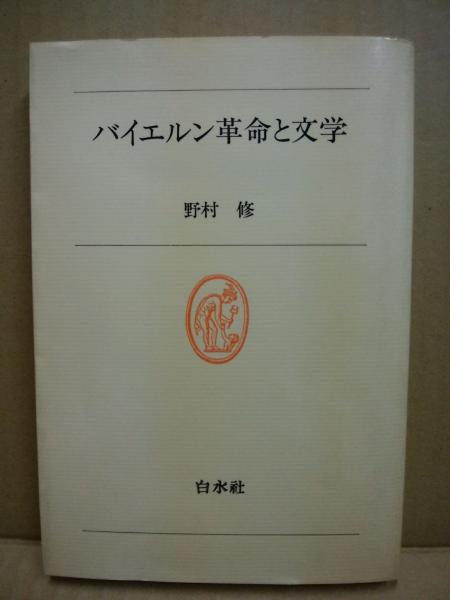 バイエルン革命と文学
野村 修
白水社